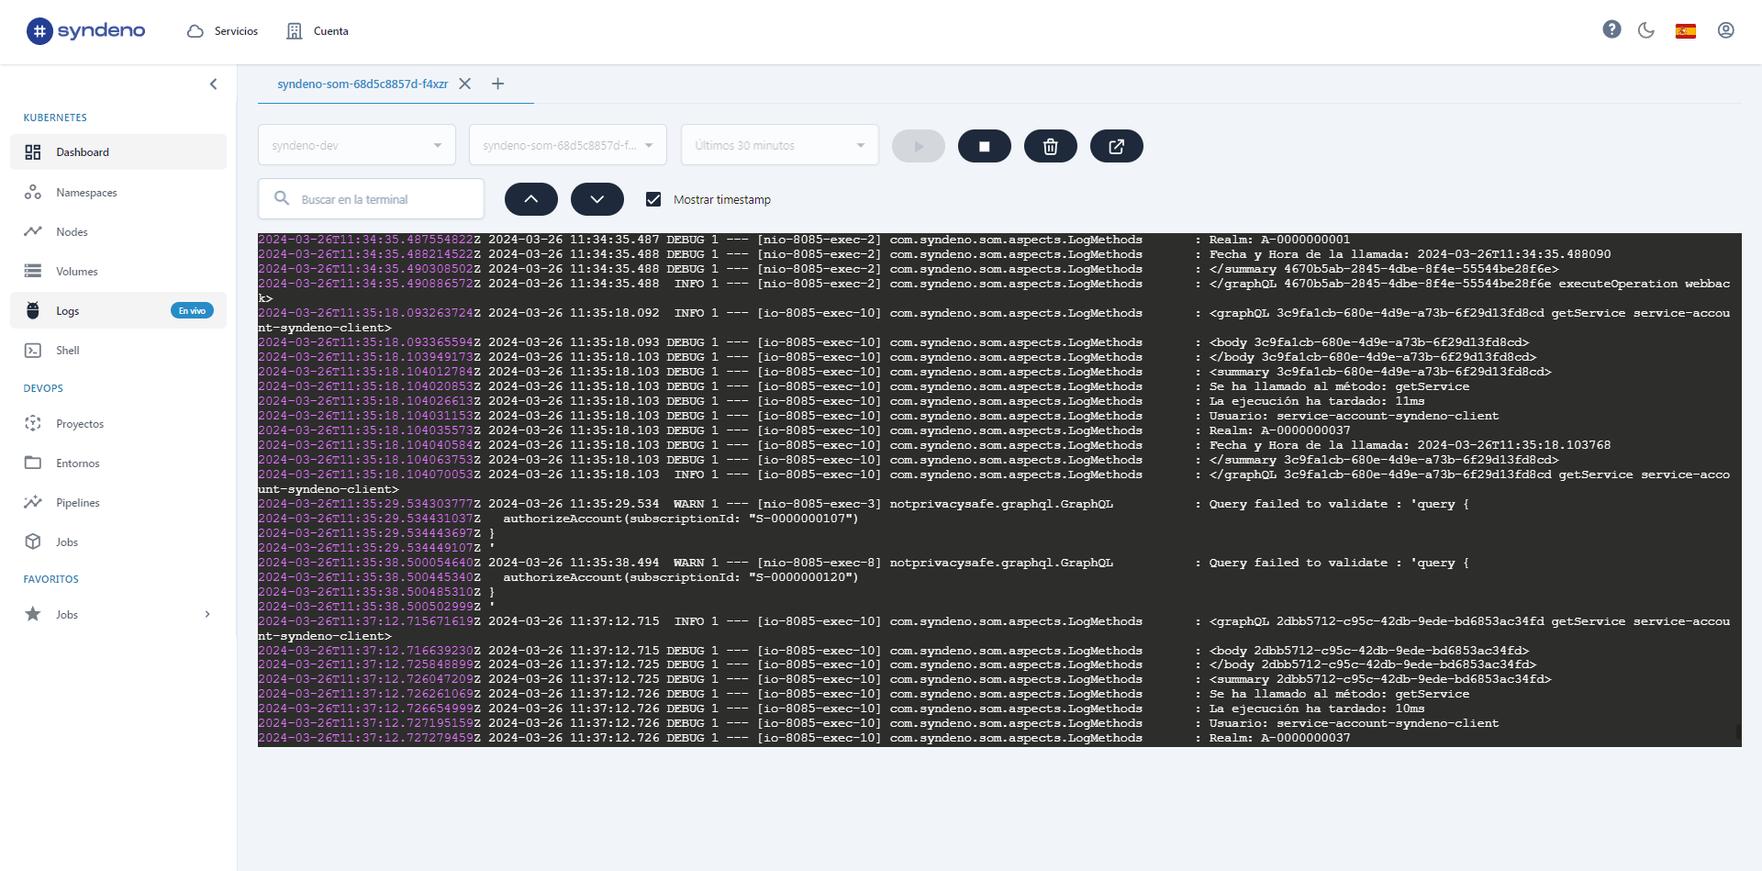 # syndeno
Servicios
Cuenta
KUBERNETES
Dashboard
Namespaces
Nodes
Volumes
Logs
En vivo
Shell
DEVOPS
Proyectos
Entornos
Pipelines
Jobs
FAVORITOS
Jobs
syndeno-som-68d5c8857d-f4xzr
syndeno-dev
syndeno-som-68d5c8857d-f...
Últimos 30 minutos
Buscar en la terminal
Mostrar timestamp
2024-03-26T11:34:35.487554822Z 2024-03-26 11:34:35.487 DEBUG 1 --- [nio-8085-exec-2] com.syndeno.som.aspects.LogMethods : Realm: A-0000000001
2024-03-26T11:34:35.488214522Z 2024-03-26 11:34:35.488 DEBUG 1 --- [nio-8085-exec-2] com.syndeno.som.aspects.LogMethods : Fecha y Hora de la llamada: 2024-03-26T11:34:35.488090
2024-03-26T11:34:35.490308502Z 2024-03-26 11:34:35.488 DEBUG 1 --- [nio-8085-exec-2] com.syndeno.som.aspects.LogMethods : </summary 4670b5ab-2845-4dbe-8f4e-55544be28f6e>
2024-03-26T11:34:35.490886572Z 2024-03-26 11:34:35.488 INFO 1 --- [nio-8085-exec-2] com.syndeno.som.aspects.LogMethods : </graphQL 4670b5ab-2845-4dbe-8f4e-55544be28f6e executeOperation webbac
k>
2024-03-26T11:35:18.093263724Z 2024-03-26 11:35:18.092 INFO 1 --- [io-8085-exec-10] com.syndeno.som.aspects.LogMethods : <graphQL 3c9fa1cb-680e-4d9e-a73b-6f29d13fd8cd getService service-accou
nt-syndeno-client>
2024-03-26T11:35:18.093365594Z 2024-03-26 11:35:18.093 DEBUG 1 --- [io-8085-exec-10] com.syndeno.som.aspects.LogMethods : <body 3c9fa1cb-680e-4d9e-a73b-6f29d13fd8cd>
2024-03-26T11:35:18.103949173Z 2024-03-26 11:35:18.103 DEBUG 1 --- [io-8085-exec-10] com.syndeno.som.aspects.LogMethods : </body 3c9fa1cb-680e-4d9e-a73b-6f29d13fd8cd>
2024-03-26T11:35:18.104012784Z 2024-03-26 11:35:18.103 DEBUG 1 --- [io-8085-exec-10] com.syndeno.som.aspects.LogMethods : <summary 3c9fa1cb-680e-4d9e-a73b-6f29d13fd8cd>
2024-03-26T11:35:18.104020853Z 2024-03-26 11:35:18.103 DEBUG 1 --- [io-8085-exec-10] com.syndeno.som.aspects.LogMethods : Se ha llamado al método: getService
2024-03-26T11:35:18.104026613Z 2024-03-26 11:35:18.103 DEBUG 1 --- [io-8085-exec-10] com.syndeno.som.aspects.LogMethods : La ejecución ha tardado: 11ms
2024-03-26T11:35:18.104031153Z 2024-03-26 11:35:18.103 DEBUG 1 --- [io-8085-exec-10] com.syndeno.som.aspects.LogMethods : Usuario: service-account-syndeno-client
2024-03-26T11:35:18.104035573Z 2024-03-26 11:35:18.103 DEBUG 1 --- [io-8085-exec-10] com.syndeno.som.aspects.LogMethods : Realm: A-0000000037
2024-03-26T11:35:18.104040584Z 2024-03-26 11:35:18.103 DEBUG 1 --- [io-8085-exec-10] com.syndeno.som.aspects.LogMethods : Fecha y Hora de la llamada: 2024-03-26T11:35:18.103768
2024-03-26T11:35:18.104063753Z 2024-03-26 11:35:18.103 DEBUG 1 --- [io-8085-exec-10] com.syndeno.som.aspects.LogMethods : </summary 3c9fa1cb-680e-4d9e-a73b-6f29d13fd8cd>
2024-03-26T11:35:18.104070053Z 2024-03-26 11:35:18.103 INFO 1 --- [io-8085-exec-10] com.syndeno.som.aspects.LogMethods : </graphQL 3c9fa1cb-680e-4d9e-a73b-6f29d13fd8cd getService service-acco
unt-syndeno-client>
2024-03-26T11:35:29.534303777Z 2024-03-26 11:35:29.534 WARN 1 --- [nio-8085-exec-3] notprivacysafe.graphql.GraphQL : Query failed to validate : 'query {
2024-03-26T11:35:29.534431037Z authorizeAccount(subscriptionId: "S-0000000107")
2024-03-26T11:35:29.534443697Z }
2024-03-26T11:35:29.534449107Z '
2024-03-26T11:35:38.500054640Z 2024-03-26 11:35:38.494 WARN 1 --- [nio-8085-exec-8] notprivacysafe.graphql.GraphQL : Query failed to validate : 'query {
2024-03-26T11:35:38.500445340Z authorizeAccount(subscriptionId: "S-0000000120")
2024-03-26T11:35:38.500485310Z }
2024-03-26T11:35:38.500502999Z '
2024-03-26T11:37:12.715671619Z 2024-03-26 11:37:12.715 INFO 1 --- [io-8085-exec-10] com.syndeno.som.aspects.LogMethods : <graphQL 2dbb5712-c95c-42db-9ede-bd6853ac34fd getService service-accou
nt-syndeno-client>
2024-03-26T11:37:12.716639230Z 2024-03-26 11:37:12.715 DEBUG 1 --- [io-8085-exec-10] com.syndeno.som.aspects.LogMethods : <body 2dbb5712-c95c-42db-9ede-bd6853ac34fd>
2024-03-26T11:37:12.725848899Z 2024-03-26 11:37:12.725 DEBUG 1 --- [io-8085-exec-10] com.syndeno.som.aspects.LogMethods : </body 2dbb5712-c95c-42db-9ede-bd6853ac34fd>
2024-03-26T11:37:12.726047209Z 2024-03-26 11:37:12.725 DEBUG 1 --- [io-8085-exec-10] com.syndeno.som.aspects.LogMethods : <summary 2dbb5712-c95c-42db-9ede-bd6853ac34fd>
2024-03-26T11:37:12.726261069Z 2024-03-26 11:37:12.726 DEBUG 1 --- [io-8085-exec-10] com.syndeno.som.aspects.LogMethods : Se ha llamado al método: getService
2024-03-26T11:37:12.726654999Z 2024-03-26 11:37:12.726 DEBUG 1 --- [io-8085-exec-10] com.syndeno.som.aspects.LogMethods : La ejecución ha tardado: 10ms
2024-03-26T11:37:12.727195159Z 2024-03-26 11:37:12.726 DEBUG 1 --- [io-8085-exec-10] com.syndeno.som.aspects.LogMethods : Usuario: service-account-syndeno-client
2024-03-26T11:37:12.727279459Z 2024-03-26 11:37:12.726 DEBUG 1 --- [io-8085-exec-10] com.syndeno.som.aspects.LogMethods : Realm: A-0000000037